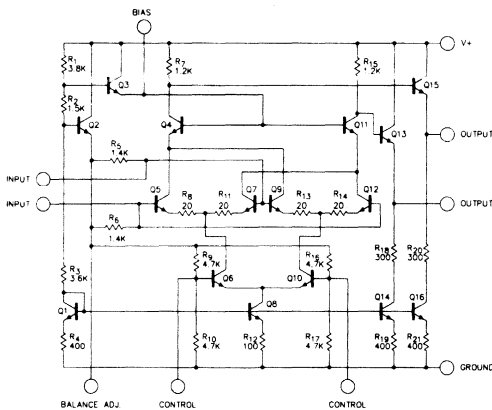 BIAS
V+
R1 3.8K
R7 1.2K
R15 1.2K
Q3
Q15
R2 1.5K
Q2
Q4
Q11
Q13
OUTPUT
R5 1.4K
INPUT
INPUT
Q5
R8 20
R11 20
Q7
Q9
R13 20
R14 20
Q12
OUTPUT
R6 1.4K
R18 300
R20 300
R3 3.6K
R9 4.7K
Q6
Q10
R16 4.7K
Q1
Q8
Q14
Q16
R4 400
R10 4.7K
R12 100
R17 4.7K
R19 400
R21 400
GROUND
BALANCE ADJ.
CONTROL
CONTROL